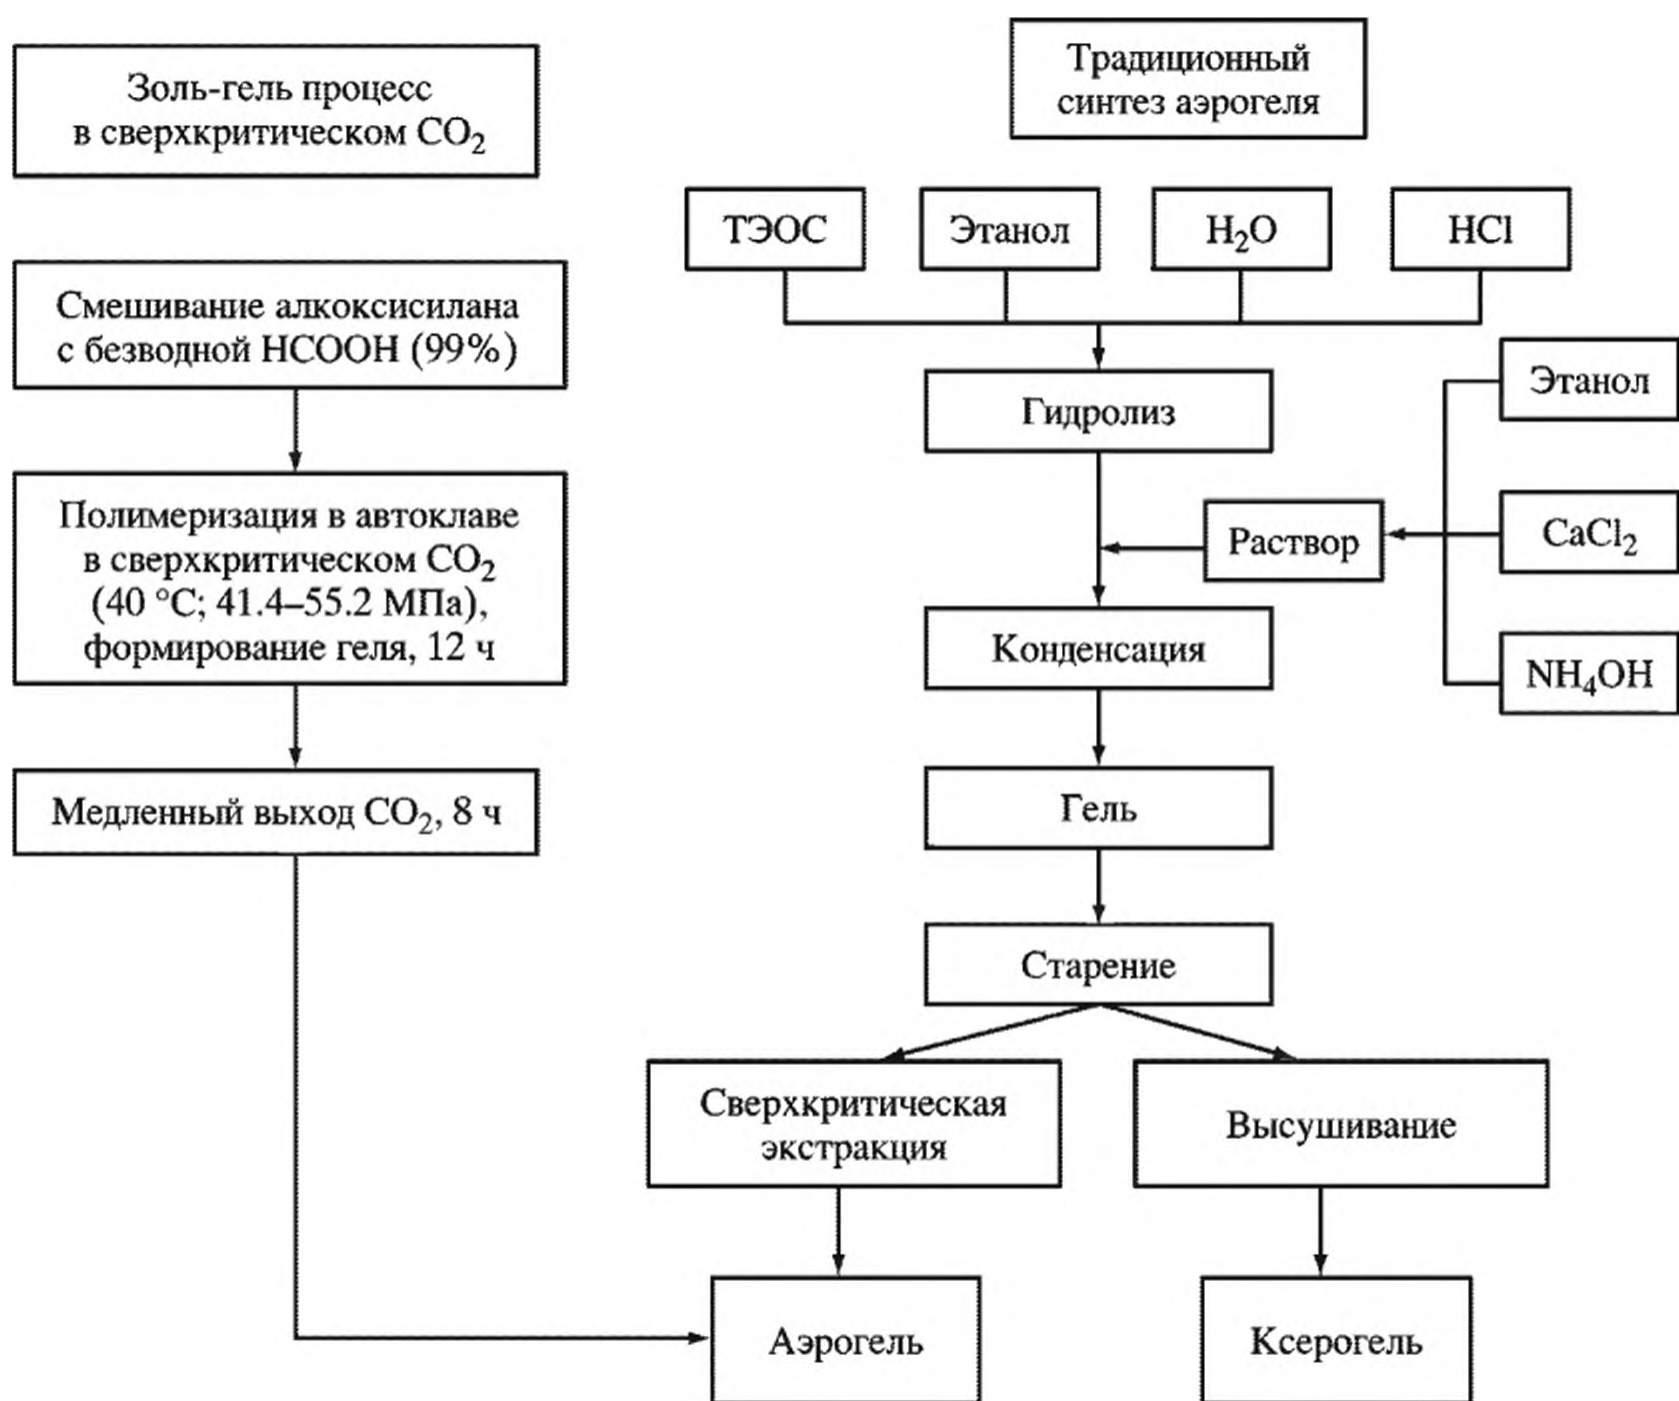 Золь-гель процесс
в сверхкритическом CO₂
Смешивание алкоксисилана
с безводной HCOOH (99%)
Полимеризация в автоклаве
в сверхкритическом CO₂
(40 °C; 41.4–55.2 МПа),
формирование геля, 12 ч
Медленный выход CO₂, 8 ч
Традиционный
синтез аэрогеля
ТЭОС
Этанол
H₂O
HCl
Гидролиз
Этанол
CaCl₂
NH₄OH
Раствор
Конденсация
Гель
Старение
Сверхкритическая
экстракция
Высушивание
Аэрогель
Ксерогель